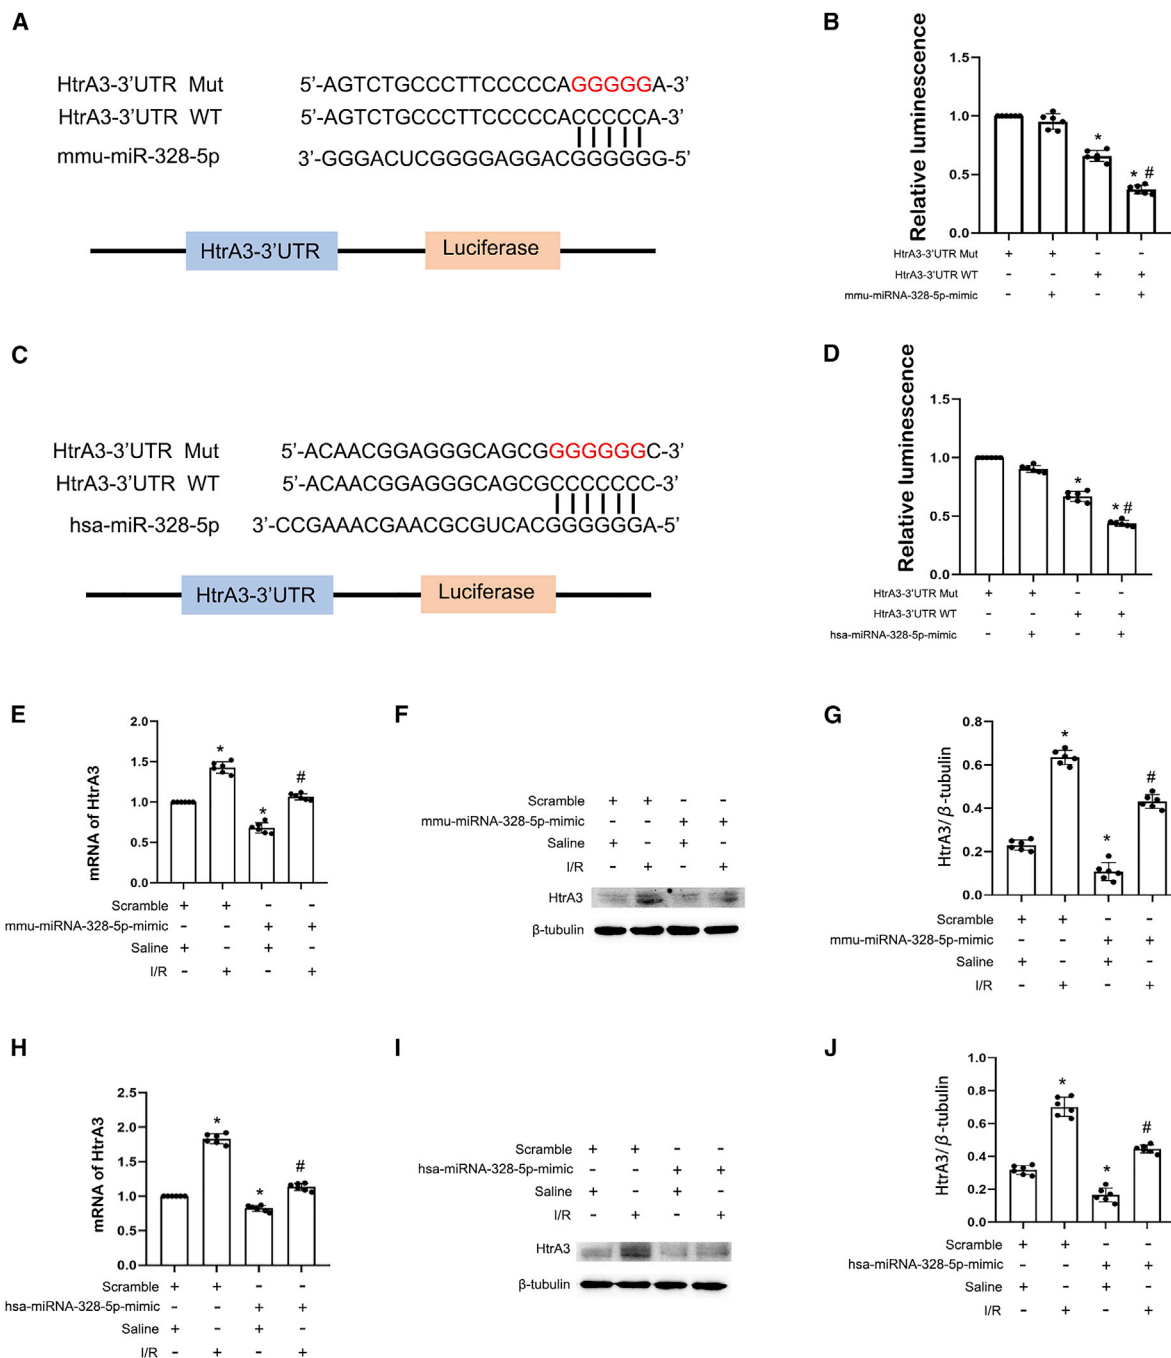 A
HtrA3-3'UTR Mut 5'-AGTCTGCCCTTCCCCCAGGGGGA-3'
HtrA3-3'UTR WT 5'-AGTCTGCCCTTCCCCCACCCCCA-3'
mmu-miR-328-5p 3'-GGGACUCGGGGAGGACGGGGGG-5'
HtrA3-3'UTR Luciferase
B
Relative luminescence
1.5
1.0
0.5
0.0
*
* #
HtrA3-3'UTR Mut + + - -
HtrA3-3'UTR WT - - + +
mmu-miRNA-328-5p-mimic - + - +
C
HtrA3-3'UTR Mut 5'-ACAACGGAGGGCAGCGGGGGGGC-3'
HtrA3-3'UTR WT 5'-ACAACGGAGGGCAGCGCCCCCCC-3'
hsa-miR-328-5p 3'-CCGAAACGAACGCGUCACGGGGGGA-5'
HtrA3-3'UTR Luciferase
D
Relative luminescence
1.5
1.0
0.5
0.0
*
* #
HtrA3-3'UTR Mut + + - -
HtrA3-3'UTR WT - - + +
hsa-miRNA-328-5p-mimic - + - +
E
mRNA of HtrA3
2.0
1.5
1.0
0.5
0.0
*
*
#
Scramble + + - -
mmu-miRNA-328-5p-mimic - - + +
Saline + - + -
I/R - + - +
F
Scramble + + - -
mmu-miRNA-328-5p-mimic - - + +
Saline + - + -
I/R - + - +
HtrA3
β-tubulin
G
HtrA3/β-tubulin
0.8
0.6
0.4
0.2
0.0
*
*
#
Scramble + + - -
mmu-miRNA-328-5p-mimic - - + +
Saline + - + -
I/R - + - +
H
mRNA of HtrA3
2.5
2.0
1.5
1.0
0.5
0.0
*
*
#
Scramble + + - -
hsa-miRNA-328-5p-mimic - - + +
Saline + - + -
I/R - + - +
I
Scramble + + - -
hsa-miRNA-328-5p-mimic - - + +
Saline + - + -
I/R - + - +
HtrA3
β-tubulin
J
HtrA3/β-tubulin
1.0
0.8
0.6
0.4
0.2
0.0
*
*
#
Scramble + + - -
hsa-miRNA-328-5p-mimic - - + +
Saline + - + -
I/R - + - +